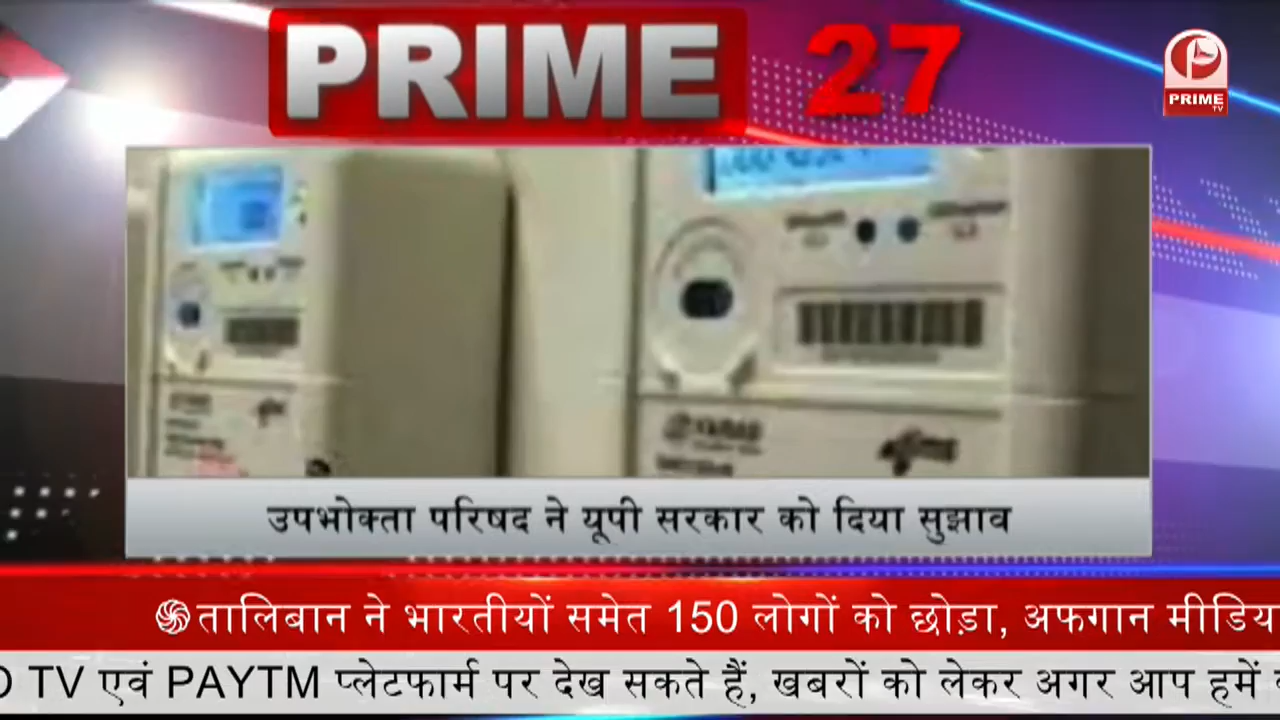 PRIME 27
PRIME
TV
उपभोक्ता परिषद ने यूपी सरकार को दिया सुझाव
तालिबान ने भारतीयों समेत 150 लोगों को छोड़ा, अफगान मीडिय
TV एवं PAYTM प्लेटफार्म पर देख सकते हैं, खबरों को लेकर अगर आप हमें